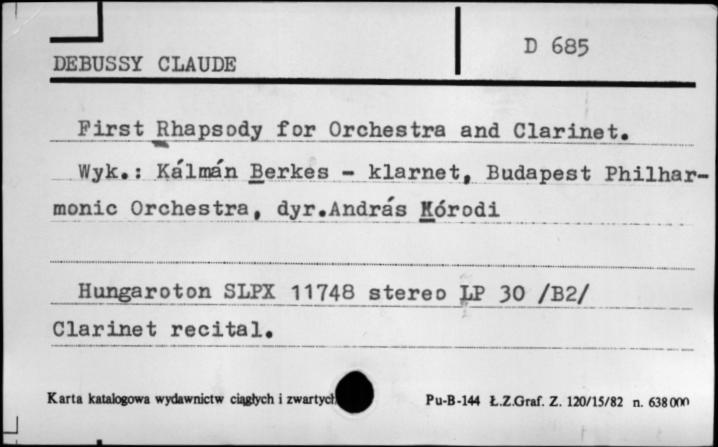 D 685
DEBUSSY CLAUDE
First Rhapsody for Orchestra and Clarinet.
Wyk.: Kálmán Berkes - klarnet, Budapest Philhar-
monic Orchestra, dyr.András Kórodi
Hungaroton SLPX 11748 stereo LP 30 /B2/
Clarinet recital.
Karta katalogowa wydawnictw ciągłych i zwartych Pu-B-144 Ł.Z.Graf. Z. 120/15/82 n. 638000